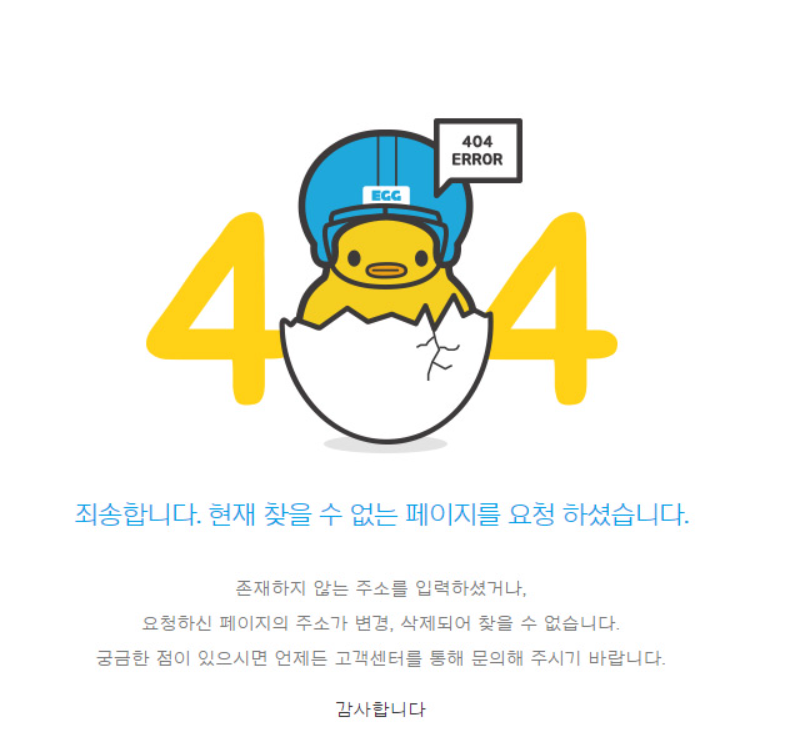 404
ERROR
EGG
4 4
죄송합니다. 현재 찾을 수 없는 페이지를 요청 하셨습니다.
존재하지 않는 주소를 입력하셨거나,
요청하신 페이지의 주소가 변경, 삭제되어 찾을 수 없습니다.
궁금한 점이 있으시면 언제든 고객센터를 통해 문의해 주시기 바랍니다.
감사합니다